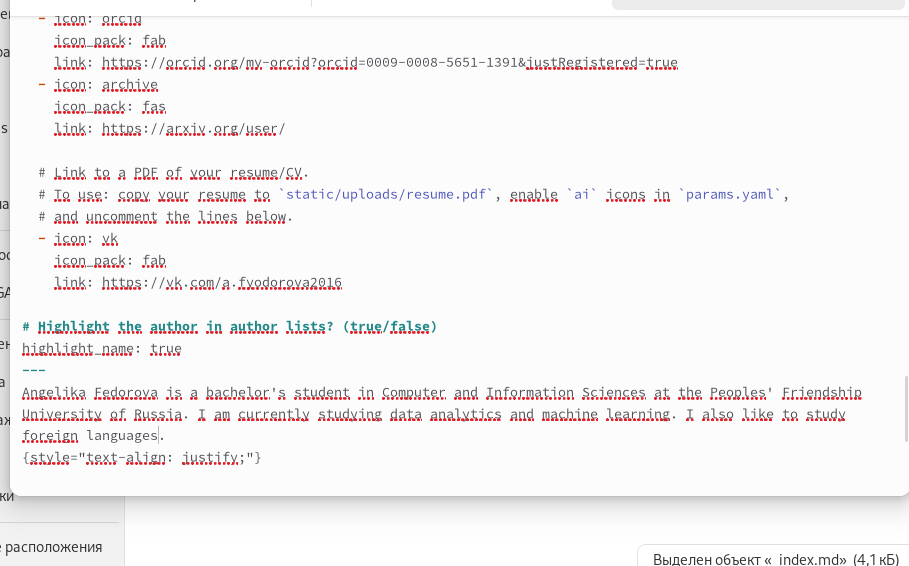 - icon: orcid
icon_pack: fab
link: https://orcid.org/my-orcid?orcid=0009-0008-5651-1391&justRegistered=true
- icon: archive
icon_pack: fas
link: https://arxiv.org/user/
# Link to a PDF of your resume/CV.
# To use: copy your resume to `static/uploads/resume.pdf`, enable `ai` icons in `params.yaml`,
# and uncomment the lines below.
- icon: vk
icon_pack: fab
link: https://vk.com/a.fyodorova2016
# Highlight the author in author lists? (true/false)
highlight_name: true
---
Angelika Fedorova is a bachelor's student in Computer and Information Sciences at the Peoples' Friendship
University of Russia. I am currently studying data analytics and machine learning. I also like to study
foreign languages.
{style="text-align: justify;"}
расположения
Выделен объект «_index.md» (4,1 кБ)